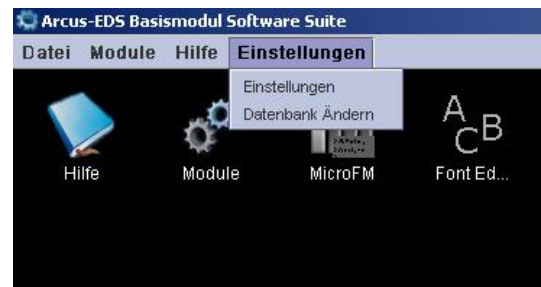 Arcus-EDS Basismodul Software Suite
Datei Module Hilfe Einstellungen
Einstellungen
Datenbank Ändern
A
B
C
Hilfe Module MicroFM Font Ed...